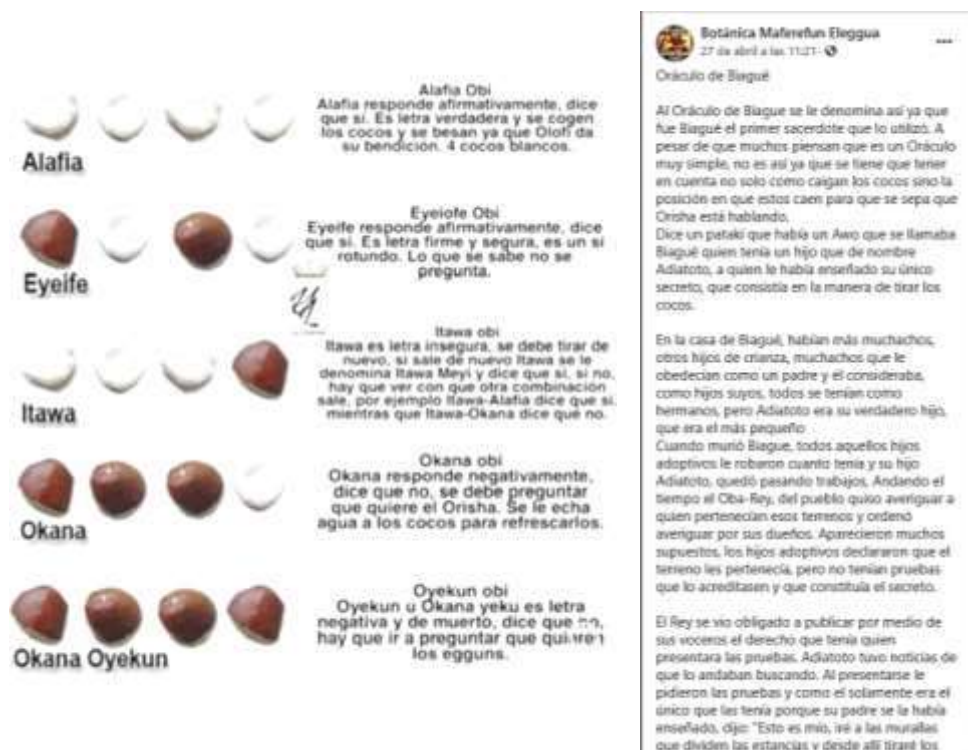 Alafia Obi
Alafia responde afirmativamente, dice
que si. Es letra verdadera y se cogen
los cocos y se besan ya que Olofi da
su bendición. 4 cocos blancos.
Alafia
Eyeiofe Obi
Eyeife responde afirmativamente, dice
que si. Es letra firme y segura, es un si
rotundo. Lo que se sabe no se
pregunta.
Eyeife
Itawa obi
Itawa es letra insegura, se debe tirar de
nuevo, si sale de nuevo Itawa se le
denomina Itawa Meyi y dice que si, si no,
hay que ver con que otra combinación
sale, por ejemplo Itawa-Alafia dice que si.
mientras que Itawa-Okana dice que no.
Itawa
Okana obi
Okana responde negativamente,
dice que no, se debe preguntar
que quiere el Orisha. Se le echa
agua a los cocos para refrescarlos.
Okana
Oyekun obi
Oyekun u Okana yeku es letra
negativa y de muerto, dice que no,
hay que ir a preguntar que quieren
los egguns.
Okana Oyekun
Botánica Maferefun Eleggua
27 de abril a las 11:21
Oráculo de Biagué
Al Oráculo de Biague se le denomina así ya que
fue Biagué el primer sacerdote que lo utilizó. A
pesar de que muchos piensan que es un Oráculo
muy simple, no es así ya que se tiene que tener
en cuenta no solo como caigan los cocos sino la
posición en que estos caen para que se sepa que
Orisha está hablando.
Dice un patakí que había un Awo que se llamaba
Biagué quien tenía un hijo que de nombre
Adiatoto, a quien le había enseñado su único
secreto, que consistía en la manera de tirar los
cocos.
En la casa de Biagué, habían más muchachos,
otros hijos de crianza, muchachos que le
obedecían como un padre y él consideraba,
como hijos suyos, todos se tenían como
hermanos, pero Adiatoto era su verdadero hijo,
que era el más pequeño
Cuando murió Biague, todos aquellos hijos
adoptivos le robaron cuanto tenía y su hijo
Adiatoto, quedó pasando trabajos. Andando el
tiempo el Oba-Rey, del pueblo quiso averiguar a
quien pertenecían esos terrenos y ordenó
averiguar por sus dueños. Aparecieron muchos
supuestos, los hijos adoptivos declararon que el
terreno les pertenecía, pero no tenían pruebas
que lo acreditasen y que constituía el secreto.
El Rey se vio obligado a publicar por medio de
sus voceros el derecho que tenía quien
presentara las pruebas. Adiatoto tuvo noticias de
que lo andaban buscando. Al presentarse le
pidieron las pruebas y como el solamente era el
único que las tenía porque su padre se la había
enseñado, dijo: "Esto es mío, iré a las murallas
que dividen las estancias y desde allí tiraré los